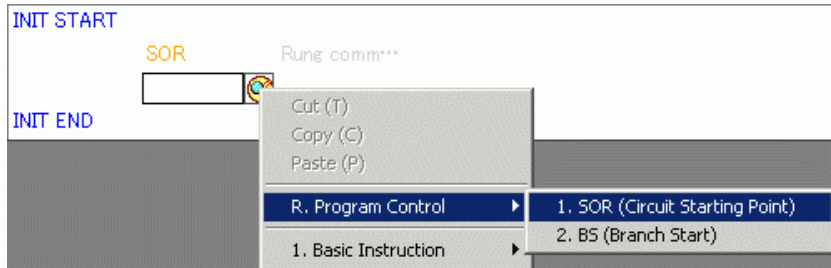 INIT START
SOR Rung comm···
INIT END
Cut (T)
Copy (C)
Paste (P)
R. Program Control
1. SOR (Circuit Starting Point)
2. BS (Branch Start)
1. Basic Instruction